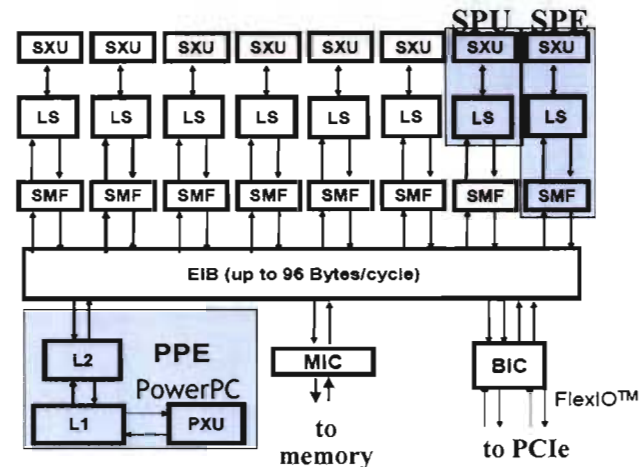 SPU SPE
SXU SXU SXU SXU SXU SXU SXU SXU
LS LS LS LS LS LS LS LS
SMF SMF SMF SMF SMF SMF SMF SMF
EIB (up to 96 Bytes/cycle)
L2 PPE MIC BIC
PowerPC FlexIO™
L1 PXU
to
memory
to PCIe